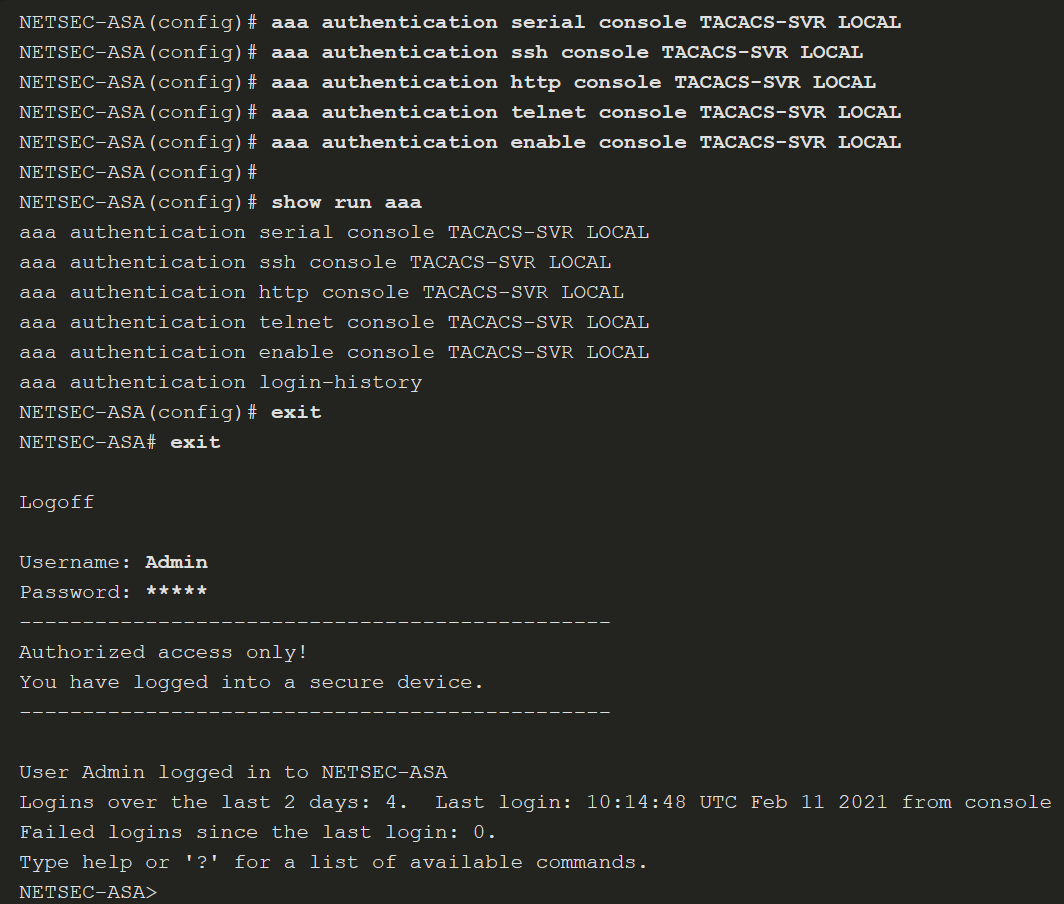 NETSEC-ASA(config)# aaa authentication serial console TACACS-SVR LOCAL
NETSEC-ASA(config)# aaa authentication ssh console TACACS-SVR LOCAL
NETSEC-ASA(config)# aaa authentication http console TACACS-SVR LOCAL
NETSEC-ASA(config)# aaa authentication telnet console TACACS-SVR LOCAL
NETSEC-ASA(config)# aaa authentication enable console TACACS-SVR LOCAL
NETSEC-ASA(config)#
NETSEC-ASA(config)# show run aaa
aaa authentication serial console TACACS-SVR LOCAL
aaa authentication ssh console TACACS-SVR LOCAL
aaa authentication http console TACACS-SVR LOCAL
aaa authentication telnet console TACACS-SVR LOCAL
aaa authentication enable console TACACS-SVR LOCAL
aaa authentication login-history
NETSEC-ASA(config)# exit
NETSEC-ASA# exit
Logoff
Username: Admin
Password: *****
-----------------------------------------------
Authorized access only!
You have logged into a secure device.
-----------------------------------------------
User Admin logged in to NETSEC-ASA
Logins over the last 2 days: 4.  Last login: 10:14:48 UTC Feb 11 2021 from console
Failed logins since the last login: 0.
Type help or '?' for a list of available commands.
NETSEC-ASA>